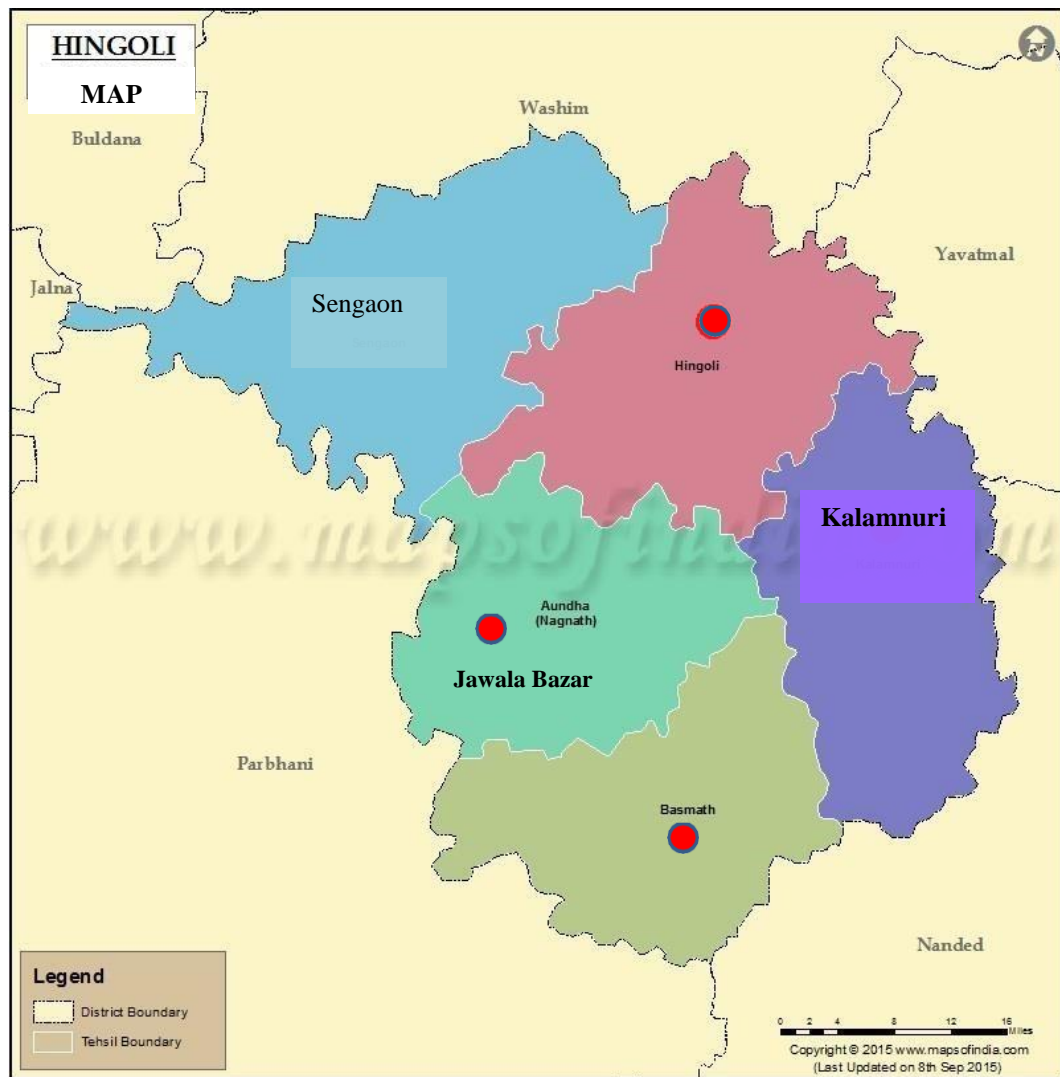 HINGOLI
MAP
Washim
Buldana
Yavatmal
Jalna
Sengaon
Hingoli
Kalamnuri
www.mapsofindia.com
Aundha
(Nagnath)
Jawala Bazar
Parbhani
Basmath
Nanded
Legend
District Boundary
Tehsil Boundary
0 2 4 8 12 16
Miles
Copyright © 2015 www.mapsofindia.com
(Last Updated on 8th Sep 2015)